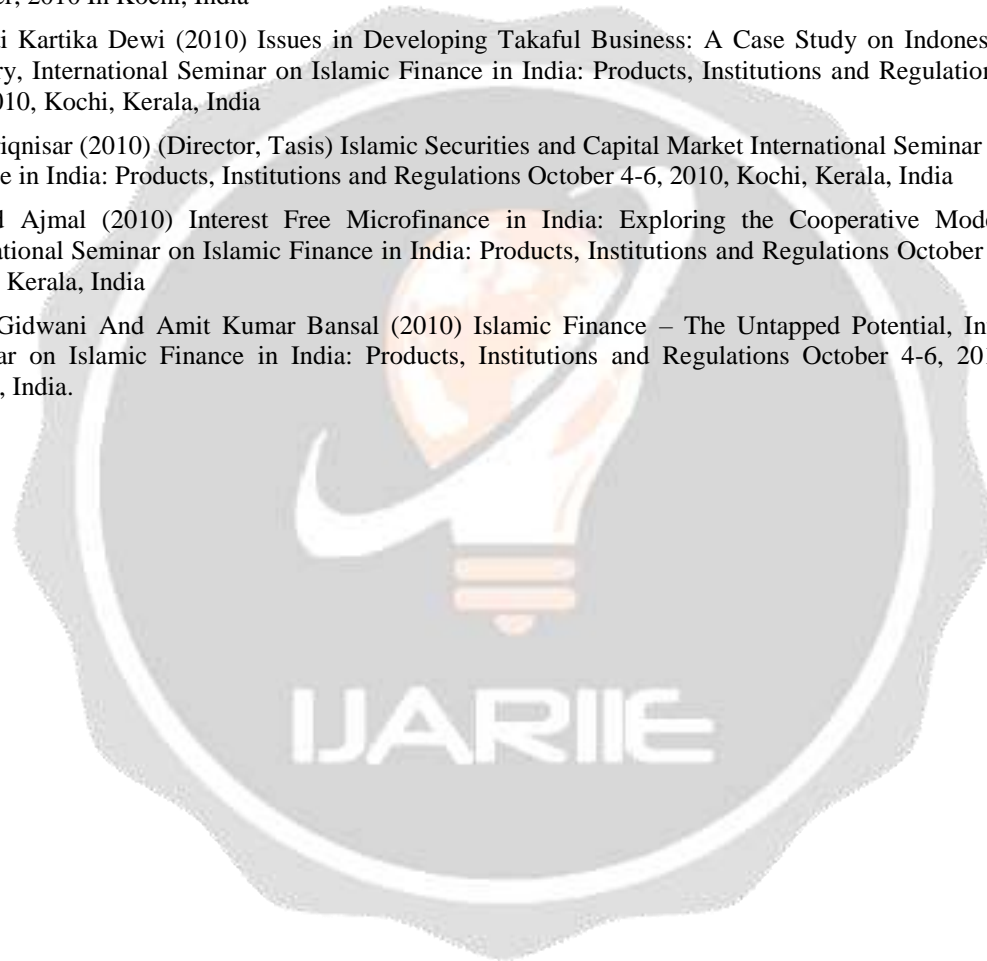 er, 2010 In Kochi, India
i Kartika Dewi (2010) Issues in Developing Takaful Business: A Case Study on Indones
ry, International Seminar on Islamic Finance in India: Products, Institutions and Regulation
010, Kochi, Kerala, India
iqnisar (2010) (Director, Tasis) Islamic Securities and Capital Market International Seminar
e in India: Products, Institutions and Regulations October 4-6, 2010, Kochi, Kerala, India
d Ajmal (2010) Interest Free Microfinance in India: Exploring the Cooperative Mode
ational Seminar on Islamic Finance in India: Products, Institutions and Regulations October
, Kerala, India
Gidwani And Amit Kumar Bansal (2010) Islamic Finance – The Untapped Potential, In
ar on Islamic Finance in India: Products, Institutions and Regulations October 4-6, 20
, India.
IJARIIE